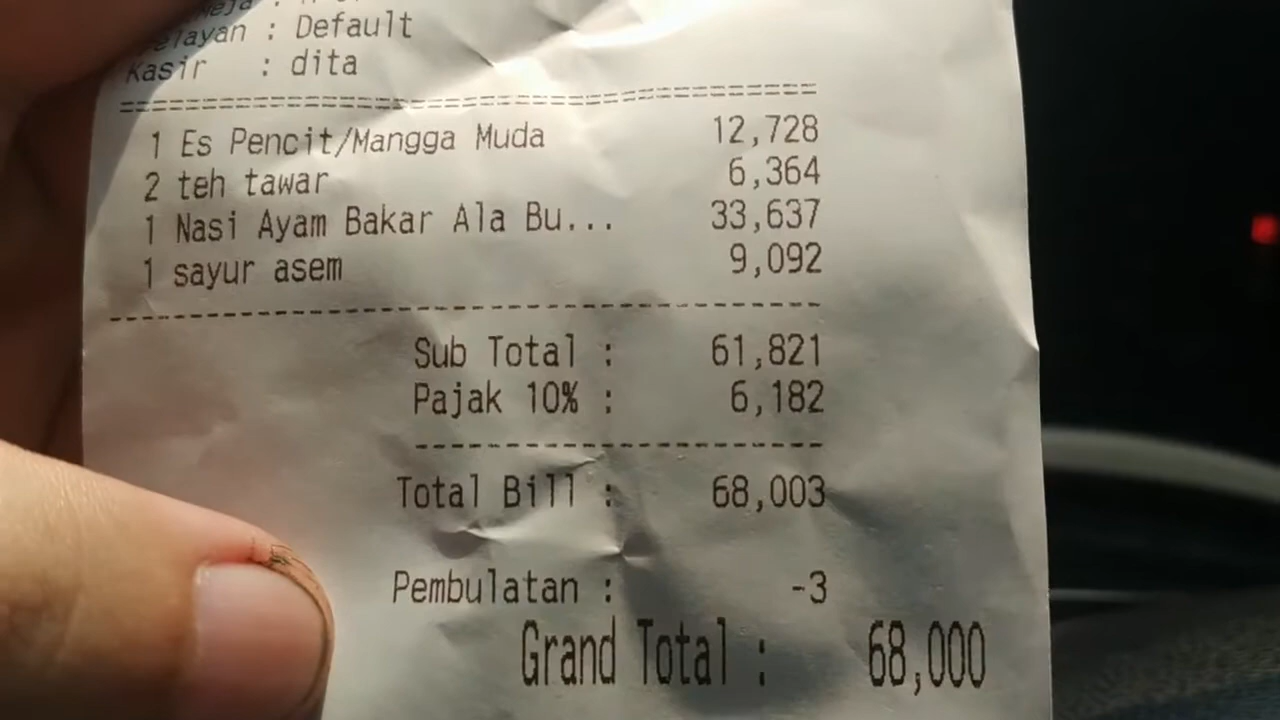 : Default
Kasir : dita
==================================================
1 Es Pencit/Mangga Muda 12,728
2 teh tawar 6,364
1 Nasi Ayam Bakar Ala Bu... 33,637
1 sayur asem 9,092
--------------------------------------------------
Sub Total : 61,821
Pajak 10% : 6,182
-----------------------------
Total Bill : 68,003
Pembulatan : -3
Grand Total : 68,000